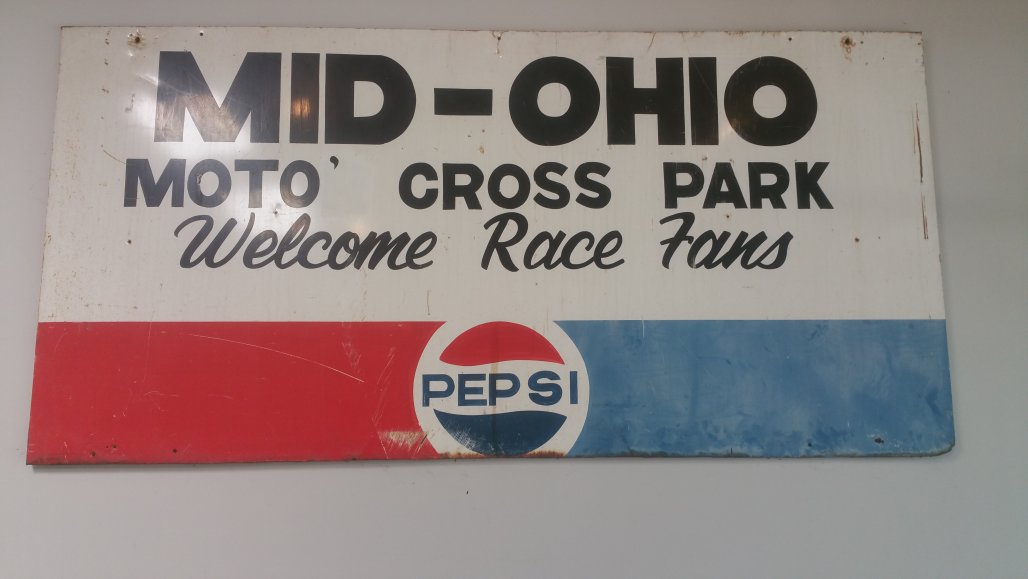 MID-OHIO
MOTO' CROSS PARK
Welcome Race Fans
PEPSI